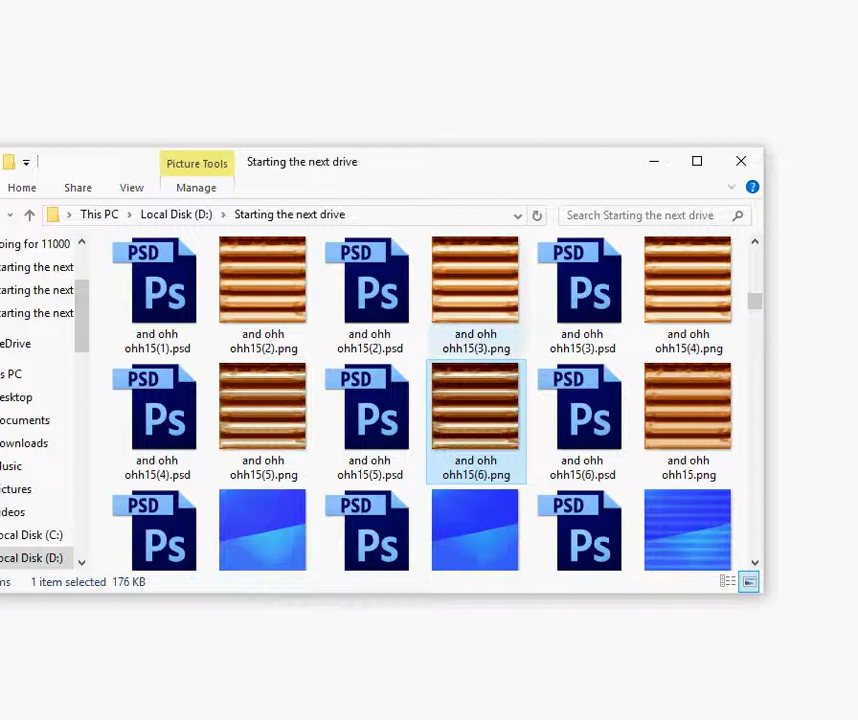 Picture Tools
Starting the next drive
Home Share View Manage
This PC Local Disk (D:) Starting the next drive
Search Starting the next drive
oing for 11000
tarting the next
tarting the next
tarting the next
eDrive
s PC
esktop
ocuments
ownloads
usic
ictures
ideos
ocal Disk (C:)
ocal Disk (D:)
PSD PSD PSD
Ps Ps Ps
and ohh and ohh and ohh and ohh and ohh and ohh
ohh15(1).psd ohh15(2).png ohh15(2).psd ohh15(3).png ohh15(3).psd ohh15(4).png
PSD PSD PSD
Ps Ps Ps
and ohh and ohh and ohh and ohh and ohh and ohh
ohh15(4).psd ohh15(5).png ohh15(5).psd ohh15(6).png ohh15(6).psd ohh15.png
PSD PSD PSD
Ps Ps Ps
ms 1 item selected 176 KB